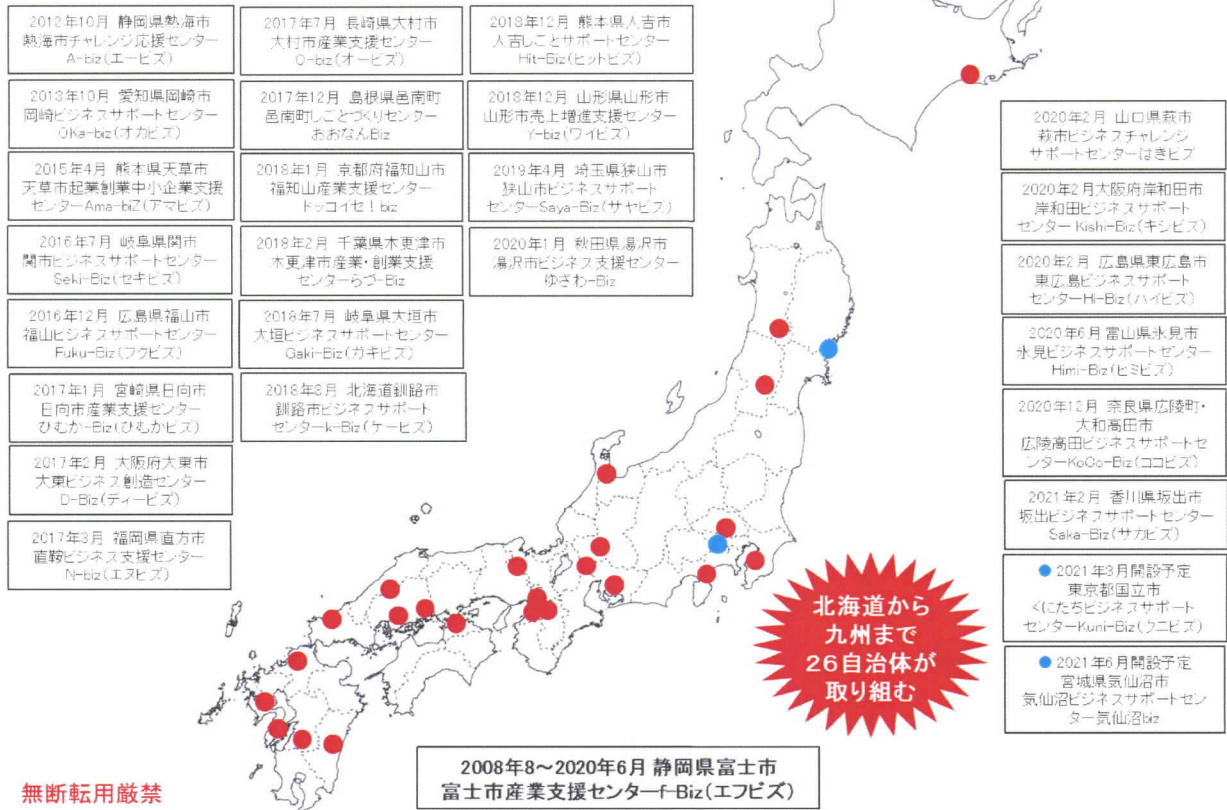 2012年10月 静岡県熱海市
熱海市チャレンジ応援センター
A-biz(エービズ)
2013年10月 愛知県岡崎市
岡崎ビジネスサポートセンター
OKa-biz(オカビズ)
2015年4月 熊本県天草市
天草市起業創業中小企業支援
センターAma-biZ(アマビズ)
2016年7月 岐阜県関市
関市ビジネスサポートセンター
Seki-Biz(セキビズ)
2016年12月 広島県福山市
福山ビジネスサポートセンター
Fuku-Biz(フクビズ)
2017年1月 宮崎県日向市
日向市産業支援センター
ひむか-Biz(ひむかビズ)
2017年2月 大阪府大東市
大東ビジネス創造センター
D-Biz(ディービズ)
2017年3月 福岡県直方市
直鞍ビジネス支援センター
N-biz(エヌビズ)
2017年7月 長崎県大村市
大村市産業支援センター
O-biz(オービズ)
2017年12月 島根県邑南町
邑南町しごとづくりセンター
おおなんBiz
2018年1月 京都府福知山市
福知山産業支援センター
ドッコイセ!biz
2018年2月 千葉県木更津市
木更津市産業・創業支援
センターらづ-Biz
2018年7月 岐阜県大垣市
大垣ビジネスサポートセンター
Gaki-Biz(ガキビズ)
2018年8月 北海道釧路市
釧路市ビジネスサポート
センターk-Biz(ケービズ)
2018年12月 熊本県人吉市
人吉しごとサポートセンター
Hit-Biz(ヒットビズ)
2018年12月 山形県山形市
山形市売上増進支援センター
Y-biz(ワイビズ)
2019年4月 埼玉県狭山市
狭山市ビジネスサポート
センターSaya-Biz(サヤビズ)
2020年1月 秋田県湯沢市
湯沢市ビジネス支援センター
ゆざわ-Biz
2020年2月 山口県萩市
萩市ビジネスチャレンジ
サポートセンターはぎビズ
2020年2月大阪府岸和田市
岸和田ビジネスサポート
センター Kishi-Biz(キシビズ)
2020年2月 広島県東広島市
東広島ビジネスサポート
センターHi-Biz(ハイビズ)
2020年6月 富山県氷見市
氷見ビジネスサポートセンター
Himi-Biz(ヒミビズ)
2020年12月 奈良県広陵町・
大和高田市
広陵高田ビジネスサポートセ
ンターKoCo-Biz(ココビズ)
2021年2月 香川県坂出市
坂出ビジネスサポートセンター
Saka-Biz(サカビズ)
2021年3月開設予定
東京都国立市
くにたちビジネスサポート
センターKuni-Biz(クニビズ)
2021年6月開設予定
宮城県気仙沼市
気仙沼ビジネスサポートセン
ター気仙沼biz
北海道から
九州まで
26自治体が
取り組む
2008年8~2020年6月 静岡県富士市
富士市産業支援センターf-Biz(エフビズ)
無断転用厳禁